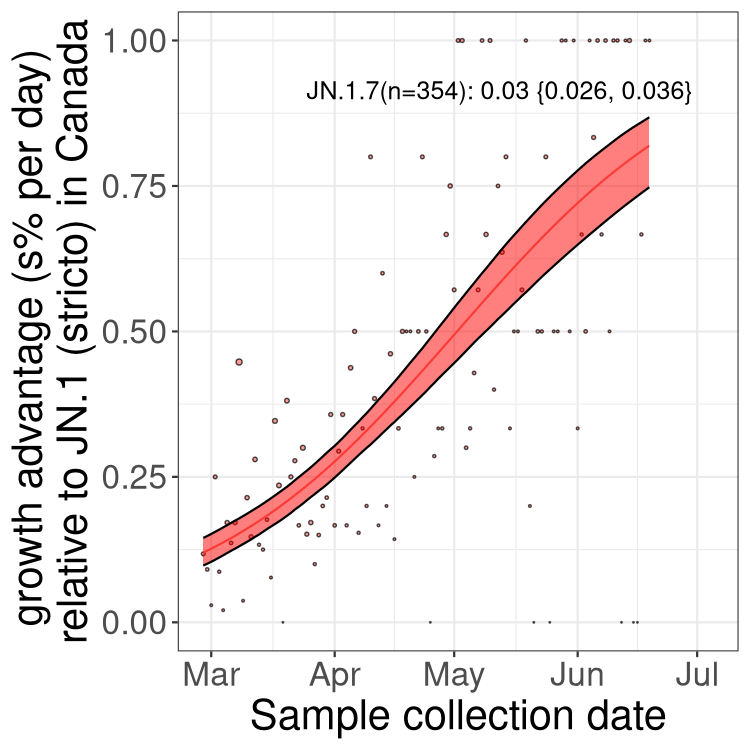 growth advantage (s% per day)
relative to JN.1 (stricto) in Canada
1.00
0.75
0.50
0.25
0.00
JN.1.7(n=354): 0.03 {0.026, 0.036}
Mar Apr May Jun Jul
Sample collection date